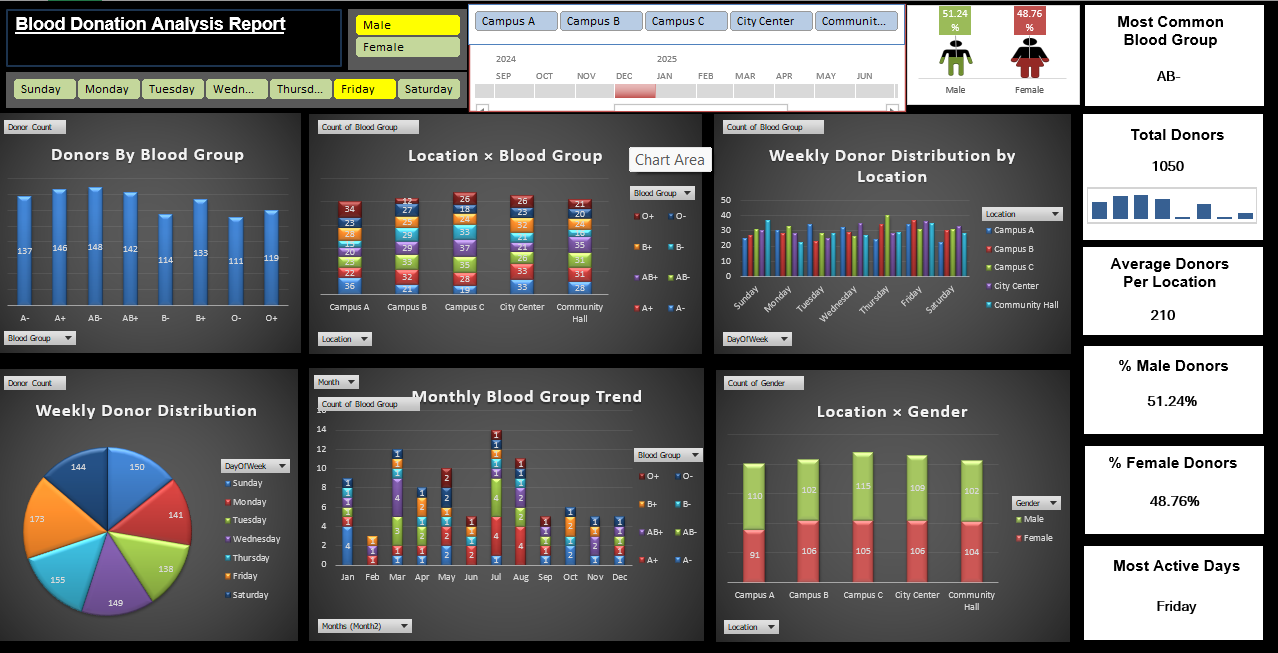 Blood Donation Analysis Report
Male
Female
Sunday Monday Tuesday Wedn... Thursd... Friday Saturday
Campus A Campus B Campus C City Center Communit...
2024 2025
SEP OCT NOV DEC JAN FEB MAR APR MAY JUN
51.24 % 48.76 %
Male Female
Most Common Blood Group
AB-
Total Donors
1050
Average Donors Per Location
210
% Male Donors
51.24%
% Female Donors
48.76%
Most Active Days
Friday
Donor Count
Donors By Blood Group
137 146 148 142 114 133 111 119
A- A+ AB- AB+ B- B+ O- O+
Blood Group
Count of Blood Group
Location × Blood Group
Chart Area
Blood Group
O+ O-
B+ B-
AB+ AB-
A+ A-
34 12 26 26 21
23 27 18 23 20
28 25 24 32 24
29 33 21
20 29 37 21 35
33 35 26 31
22 32 28 33 31
36 21 19 33 28
Campus A Campus B Campus C City Center Community Hall
Location
Count of Blood Group
Weekly Donor Distribution by
Location
50
40
30
20
10
0
Sunday Monday Tuesday Wednesday Thursday Friday Saturday
Location
Campus A
Campus B
Campus C
City Center
Community Hall
DayOfWeek
Donor Count
Weekly Donor Distribution
144 150
173 141
155 138
149
DayOfWeek
Sunday
Monday
Tuesday
Wednesday
Thursday
Friday
Saturday
Month
Monthly Blood Group Trend
Count of Blood Group
16
14
12
10
8
6
4
2
0
Jan Feb Mar Apr May Jun Jul Aug Sep Oct Nov Dec
Blood Group
O+ O-
B+ B-
AB+ AB-
A+ A-
Months (Month2)
Count of Gender
Location × Gender
110 102 115 109 102
91 106 105 106 104
Campus A Campus B Campus C City Center Community Hall
Gender
Male
Female
Location